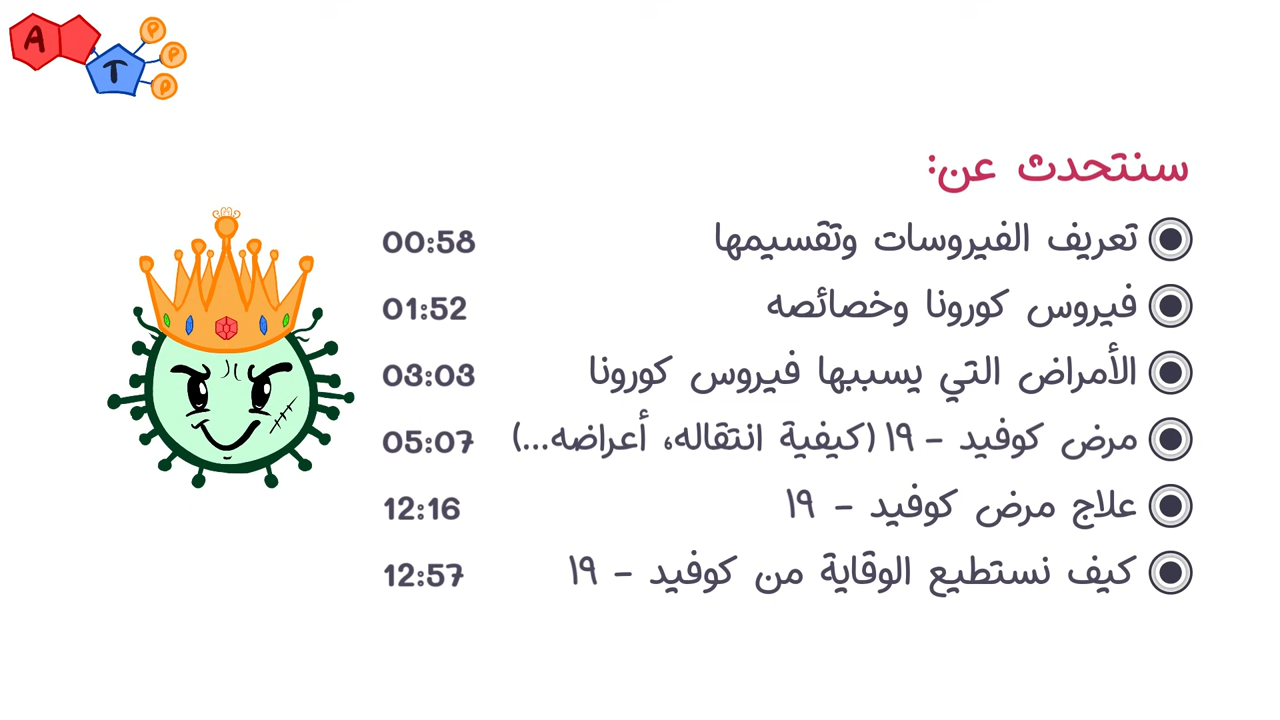 A T P P P
سنتحدث عن:
تعريف الفيروسات وتقسيمها 00:58
فيروس كورونا وخصائصه 01:52
الأمراض التي يسببها فيروس كورونا 03:03
مرض كوفيد - ١٩ (كيفية انتقاله، أعراضه...) 05:07
علاج مرض كوفيد - ١٩ 12:16
كيف نستطيع الوقاية من كوفيد - ١٩ 12:57